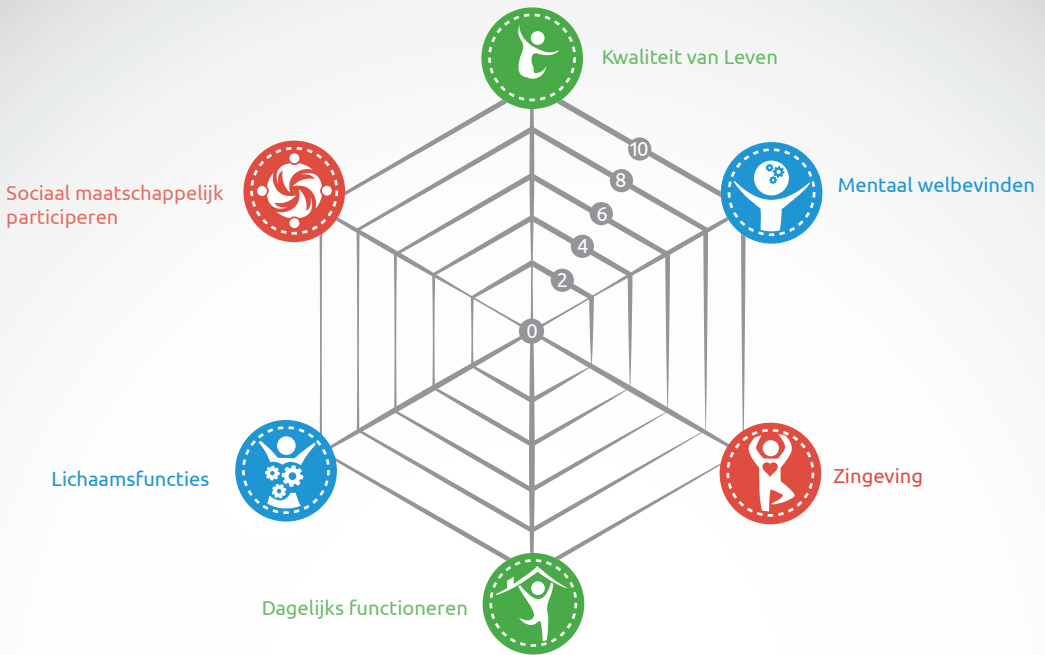 Kwaliteit van Leven
10
Mentaal welbevinden
8
Sociaal maatschappelijk
participeren
6
4
2
0
Lichaamsfuncties
Zingeving
Dagelijks functioneren